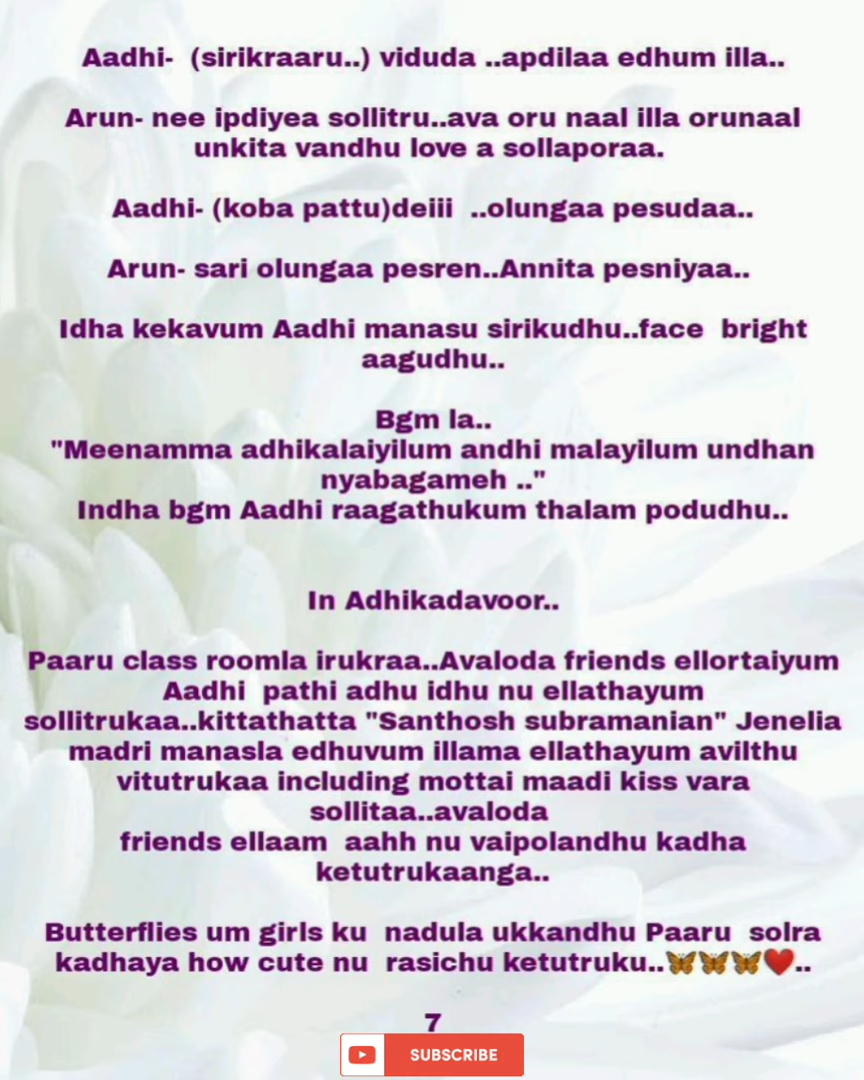 Aadhi-  (sirikraaru..) viduda ..apdilaa edhum illa..
Arun- nee ipdiyea sollitru..ava oru naal illa orunaal
unkita vandhu love a sollaporaa.
Aadhi- (koba pattu)deiii  ..olungaa pesudaa..
Arun- sari olungaa pesren..Annita pesniyaa..
Idha kekavum Aadhi manasu sirikudhu..face  bright
aagudhu..
Bgm la..
"Meenamma adhikalaiyilum andhi malayilum undhan
nyabagameh .."
Indha bgm Aadhi raagathukum thalam podudhu..
In Adhikadavoor..
Paaru class roomla irukraa..Avaloda friends ellortaiyum
Aadhi  pathi adhu idhu nu ellathayum
sollitrukaa..kittathatta "Santhosh subramanian" Jenelia
madri manasla edhuvum illama ellathayum avilthu
vitutrukaa including mottai maadi kiss vara
sollitaa..avaloda
friends ellaam  aahh nu vaipolandhu kadha
ketutrukaanga..
Butterflies um girls ku  nadula ukkandhu Paaru  solra
kadhaya how cute nu  rasichu ketutruku..🦋🦋🦋❤️..
7
SUBSCRIBE